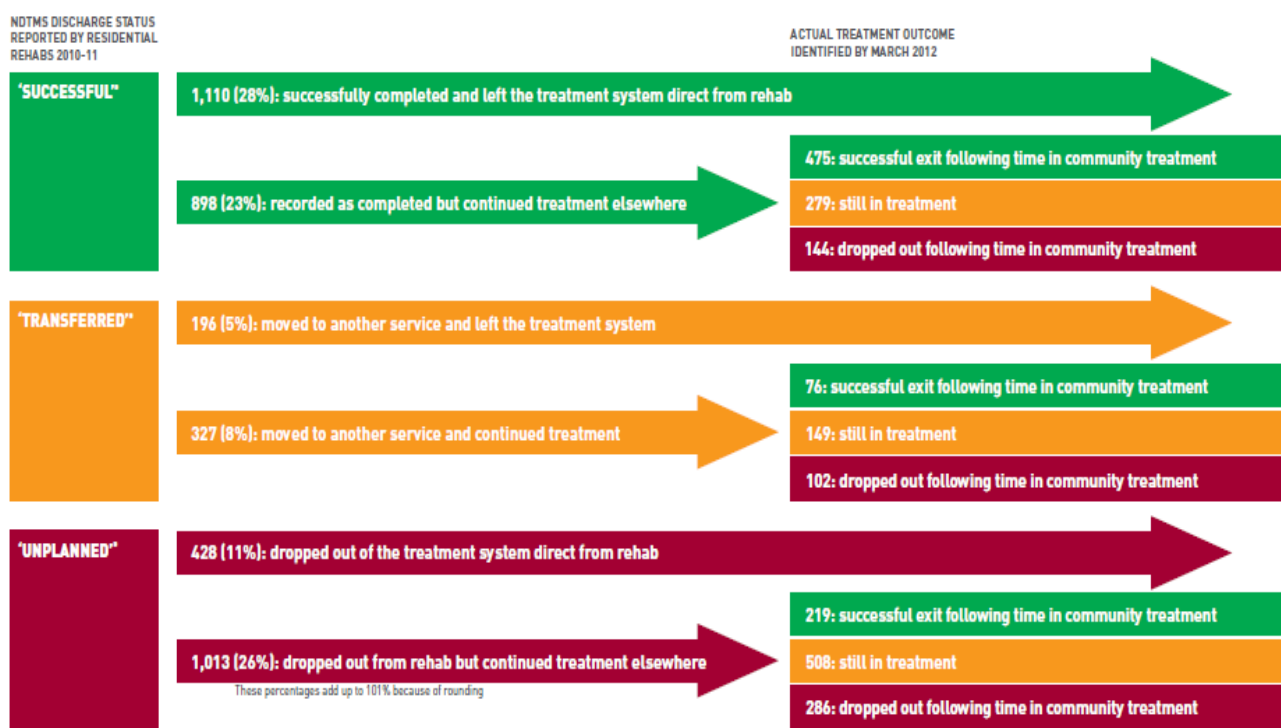 NDTMS DISCHARGE STATUS
REPORTED BY RESIDENTIAL
REHABS 2010-11
ACTUAL TREATMENT OUTCOME
IDENTIFIED BY MARCH 2012
‘SUCCESSFUL”
1,110 (28%): successfully completed and left the treatment system direct from rehab
898 (23%): recorded as completed but continued treatment elsewhere
475: successful exit following time in community treatment
279: still in treatment
144: dropped out following time in community treatment
‘TRANSFERRED”
196 (5%): moved to another service and left the treatment system
327 (8%): moved to another service and continued treatment
76: successful exit following time in community treatment
149: still in treatment
102: dropped out following time in community treatment
‘UNPLANNED’’
428 (11%): dropped out of the treatment system direct from rehab
1,013 (26%): dropped out from rehab but continued treatment elsewhere
These percentages add up to 101% because of rounding
219: successful exit following time in community treatment
508: still in treatment
286: dropped out following time in community treatment